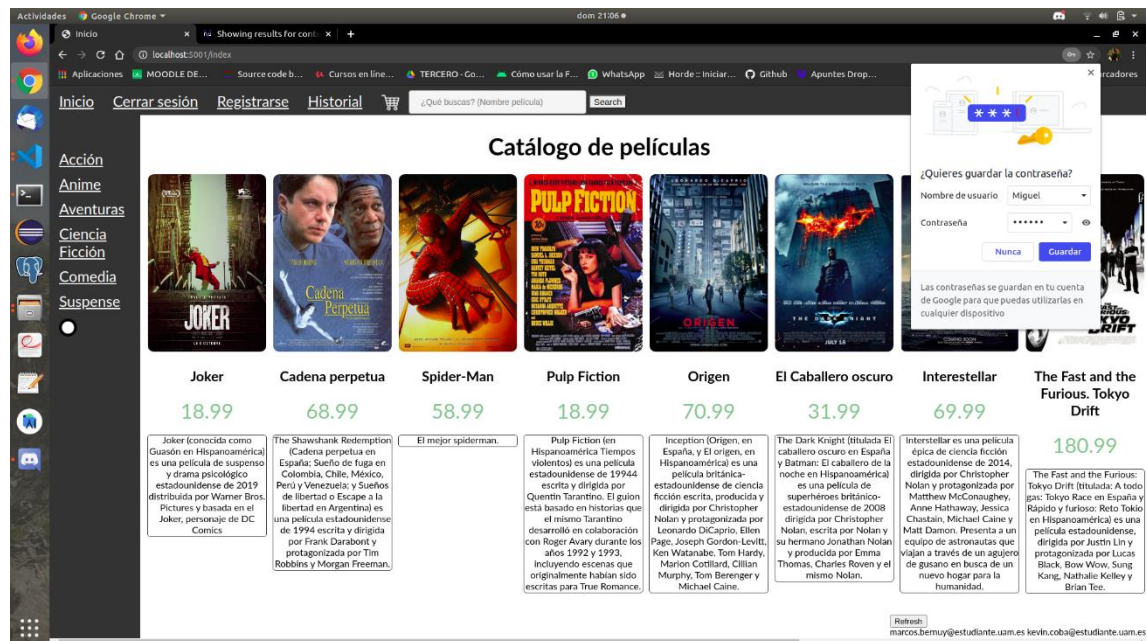 Actividades
Google Chrome
dom 21:06
Inicio
Showing results for cont
localhost:5001/index
Aplicaciones
MOODLE DE...
Source code b...
Cursos en líne...
TERCERO - Go...
Cómo usar la F...
WhatsApp
Horde :: Iniciar...
Github
Apuntes Drop...
arcadores
Inicio
Cerrar sesión
Registrarse
Historial
¿Qué buscas? (Nombre película)
Search
¿Quieres guardar la contraseña?
Nombre de usuario
Miguel
Contraseña
••••••
Nunca
Guardar
Las contraseñas se guardan en tu cuenta
de Google para que puedas utilizarlas en
cualquier dispositivo
Acción
Anime
Aventuras
Ciencia
Ficción
Comedia
Suspense
Catálogo de películas
JOKER
Cadena
Perpetua
PULP FICTION
ORIGEN
THE DARK KNIGHT
JULY 18
TOKYO
DRIFT
Joker
18.99
Joker (conocida como
Guasón en Hispanoamérica)
es una película de suspenso
y drama psicológico
estadounidense de 2019
distribuida por Warner Bros.
Pictures y basada en el
Joker, personaje de DC
Comics
Cadena perpetua
68.99
The Shawshank Redemption
(Cadena perpetua en
España; Sueño de fuga en
Colombia, Chile, México,
Perú y Venezuela; y Sueños
de libertad o Escape a la
libertad en Argentina) es
una película estadounidense
de 1994 escrita y dirigida
por Frank Darabont y
protagonizada por Tim
Robbins y Morgan Freeman.
Spider-Man
58.99
El mejor spiderman.
Pulp Fiction
18.99
Pulp Fiction (en
Hispanoamérica Tiempos
violentos) es una película
estadounidense de 19944
escrita y dirigida por
Quentin Tarantino. El guion
está basado en historias que
el mismo Tarantino
desarrolló en colaboración
con Roger Avary durante los
años 1992 y 1993,
incluyendo escenas que
originalmente habían sido
escritas para True Romance.
Origen
70.99
Inception (Origen, en
España, y El origen, en
Hispanoamérica) es una
película británica-
estadounidense de ciencia
ficción escrita, producida y
dirigida por Christopher
Nolan y protagonizada por
Leonardo DiCaprio, Ellen
Page, Joseph Gordon-Levitt,
Ken Watanabe, Tom Hardy,
Marion Cotillard, Cillian
Murphy, Tom Berenger y
Michael Caine.
El Caballero oscuro
31.99
The Dark Knight (titulada El
caballero oscuro en España
y Batman: El caballero de la
noche en Hispanoamérica)
es una película de
superhéroes británico-
estadounidense de 2008
dirigida por Christopher
Nolan, escrita por Nolan y
su hermano Jonathan Nolan
y producida por Emma
Thomas, Charles Roven y el
mismo Nolan.
Interestellar
69.99
Interstellar es una película
épica de ciencia ficción
estadounidense de 2014,
dirigida por Christopher
Nolan y protagonizada por
Matthew McConaughey,
Anne Hathaway, Jessica
Chastain, Michael Caine y
Matt Damon. Presenta a un
equipo de astronautas que
viajan a través de un agujero
de gusano en busca de un
nuevo hogar para la
humanidad.
The Fast and the
Furious. Tokyo
Drift
180.99
The Fast and the Furious:
Tokyo Drift (titulada: A todo
gas: Tokyo Race en España y
Rápido y furioso: Reto Tokio
en Hispanoamérica) es una
película estadounidense,
dirigida por Justin Lin y
protagonizada por Lucas
Black, Bow Wow, Sung
Kang, Nathalie Kelley y
Brian Tee.
Refresh
marcos.bernuy@estudiante.uam.es kevin.coba@estudiante.uam.es